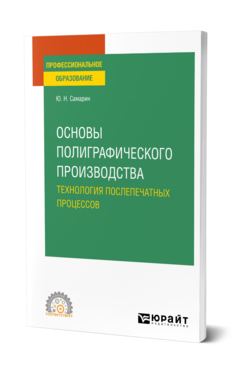 ПРОФЕССИОНАЛЬНОЕ
ОБРАЗОВАНИЕ
Ю. Н. Самарин
ОСНОВЫ
ПОЛИГРАФИЧЕСКОГО
ПРОИЗВОДСТВА
ТЕХНОЛОГИЯ ПОСЛЕПЕЧАТНЫХ
ПРОЦЕССОВ
ЮРАЙТ